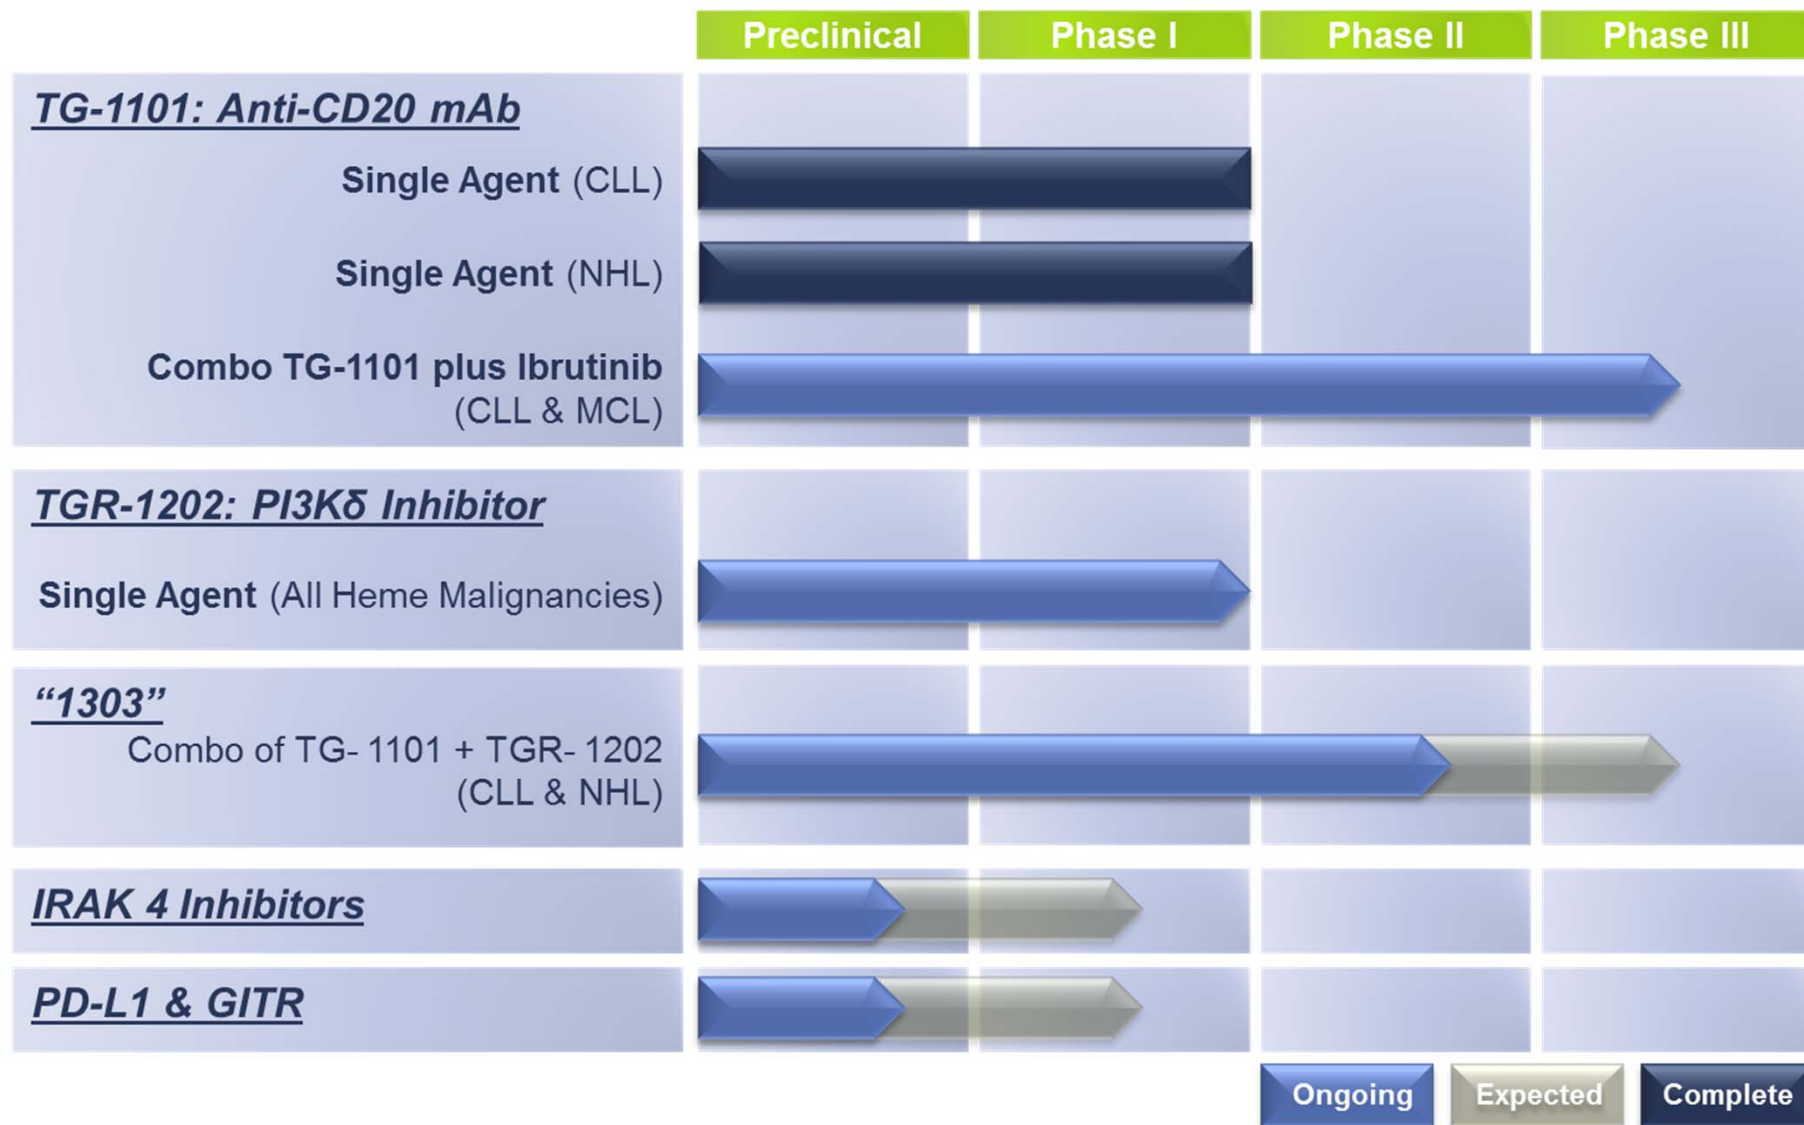 Preclinical Phase I Phase II Phase III
TG-1101: Anti-CD20 mAb
Single Agent (CLL)
Single Agent (NHL)
Combo TG-1101 plus Ibrutinib
(CLL & MCL)
TGR-1202: PI3Kδ Inhibitor
Single Agent (All Heme Malignancies)
“1303”
Combo of TG- 1101 + TGR- 1202
(CLL & NHL)
IRAK 4 Inhibitors
PD-L1 & GITR
Ongoing Expected Complete